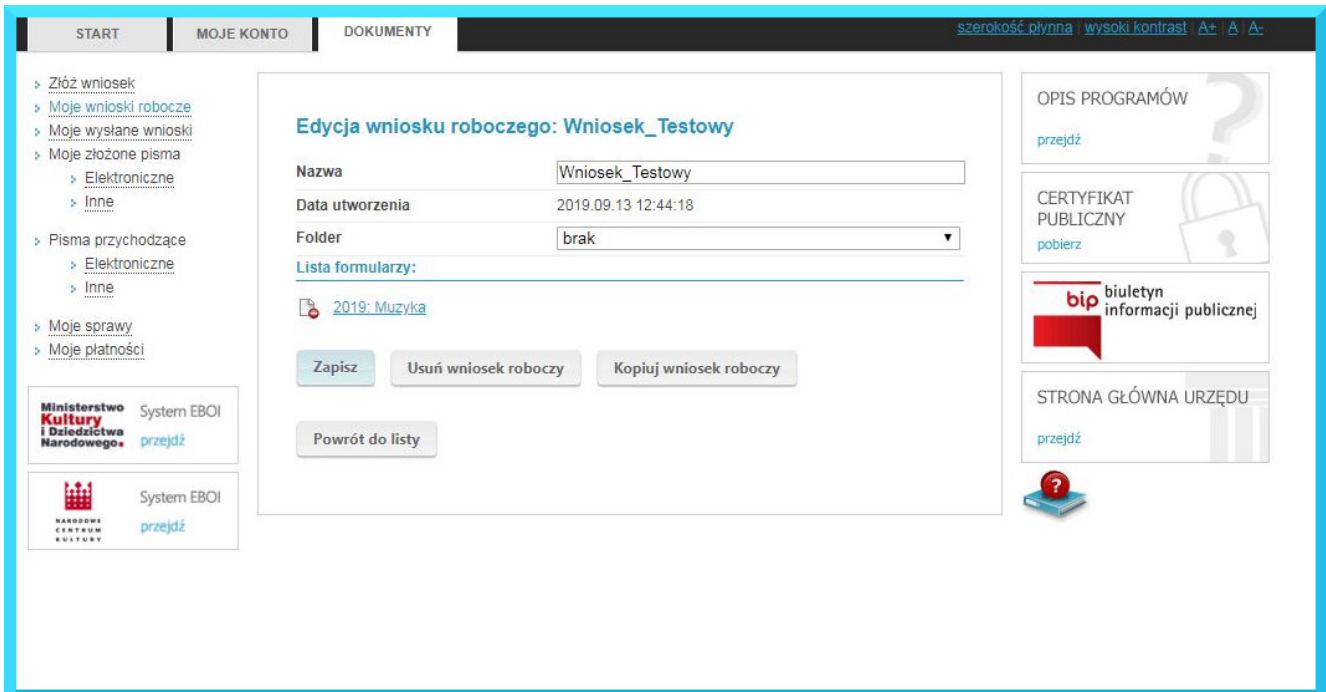 START
MOJE KONTO
DOKUMENTY
szerokość płynna | wysoki kontrast | A+ | A | A-
Złóż wniosek
Moje wnioski robocze
Moje wysłane wnioski
Moje złożone pisma
Elektroniczne
Inne
Pisma przychodzące
Elektroniczne
Inne
Moje sprawy
Moje płatności
Ministerstwo
Kultury
i Dziedzictwa
Narodowego.
System EBOI
przejdź
NARODOWE
CENTRUM
KULTURY
System EBOI
przejdź
Edycja wniosku roboczego: Wniosek_Testowy
Nazwa
Wniosek_Testowy
Data utworzenia
2019.09.13 12:44:18
Folder
brak
Lista formularzy:
2019: Muzyka
Zapisz
Usuń wniosek roboczy
Kopiuj wniosek roboczy
Powrót do listy
OPIS PROGRAMÓW
przejdź
CERTYFIKAT
PUBLICZNY
pobierz
bip
biuletyn
informacji publicznej
STRONA GŁÓWNA URZĘDU
przejdź
?